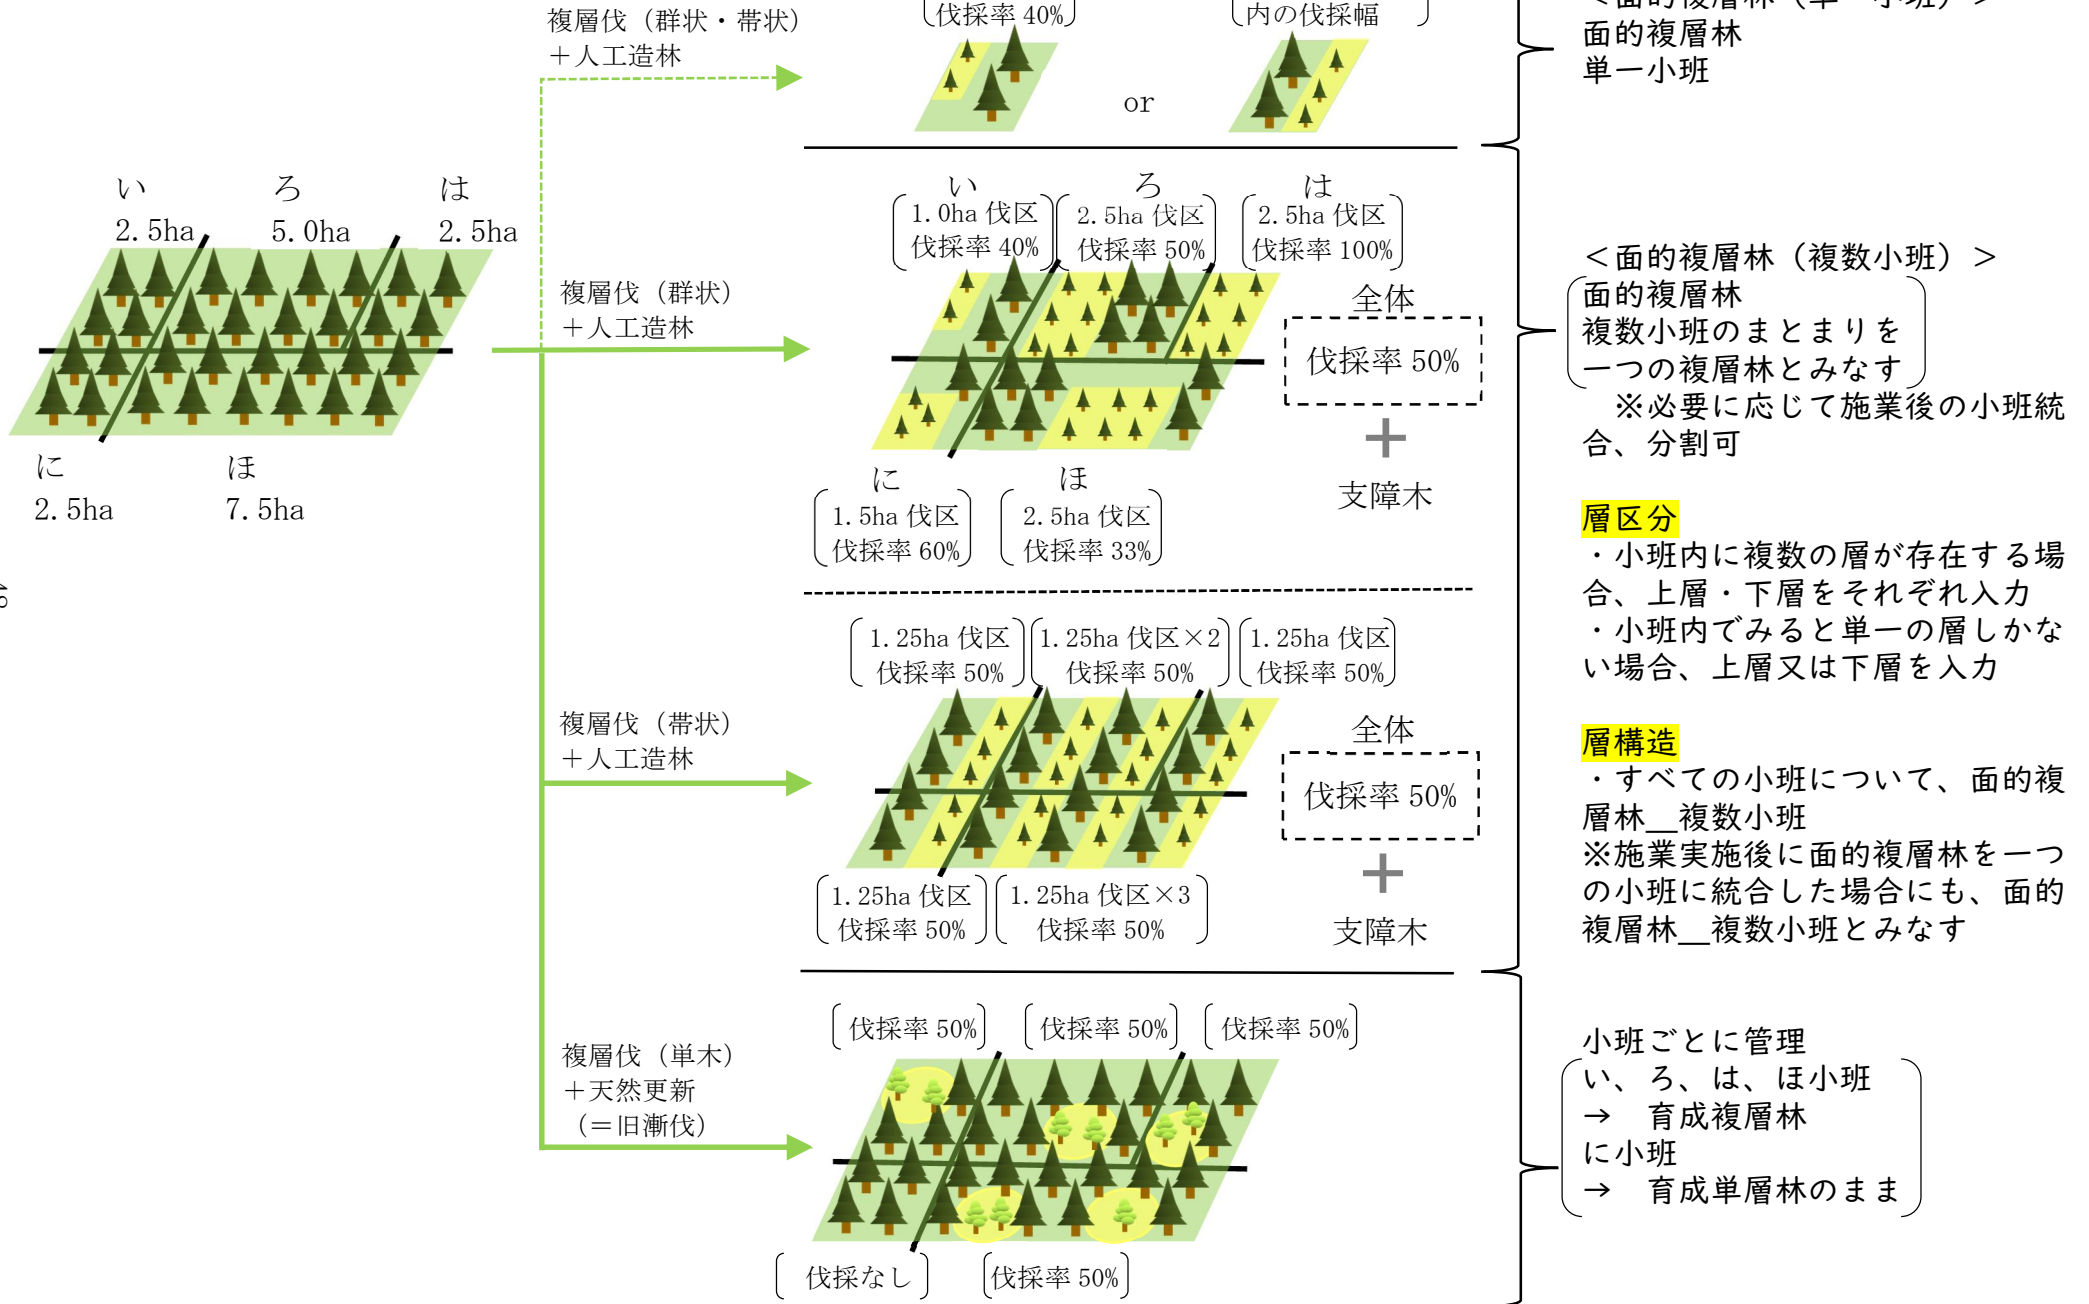 複層伐（群状・帯状）
＋人工造林
伐採率 40%
内の伐採幅
or
＜面的複層林（単一小班）＞
面的複層林
単一小班
い
ろ
は
2.5ha
5.0ha
2.5ha
に
ほ
2.5ha
7.5ha
複層伐（群状）
＋人工造林
い
ろ
は
1.0ha 伐区
伐採率 40%
2.5ha 伐区
伐採率 50%
2.5ha 伐区
伐採率 100%
全体
伐採率 50%
＋
支障木
に
ほ
1.5ha 伐区
伐採率 60%
2.5ha 伐区
伐採率 33%
＜面的複層林（複数小班）＞
面的複層林
複数小班のまとまりを
一つの複層林とみなす
※必要に応じて施業後の小班統
合、分割可
層区分
・小班内に複数の層が存在する場
合、上層・下層をそれぞれ入力
・小班内でみると単一の層しかな
い場合、上層又は下層を入力
層構造
・すべての小班について、面的複
層林＿複数小班
※施業実施後に面的複層林を一つ
の小班に統合した場合にも、面的
複層林＿複数小班とみなす
複層伐（帯状）
＋人工造林
1.25ha 伐区
伐採率 50%
1.25ha 伐区×2
伐採率 50%
1.25ha 伐区
伐採率 50%
全体
伐採率 50%
＋
支障木
1.25ha 伐区
伐採率 50%
1.25ha 伐区×3
伐採率 50%
複層伐（単木）
＋天然更新
（＝旧漸伐）
伐採率 50%
伐採率 50%
伐採率 50%
伐採なし
伐採率 50%
小班ごとに管理
い、ろ、は、ほ小班
→　育成複層林
に小班
→　育成単層林のまま